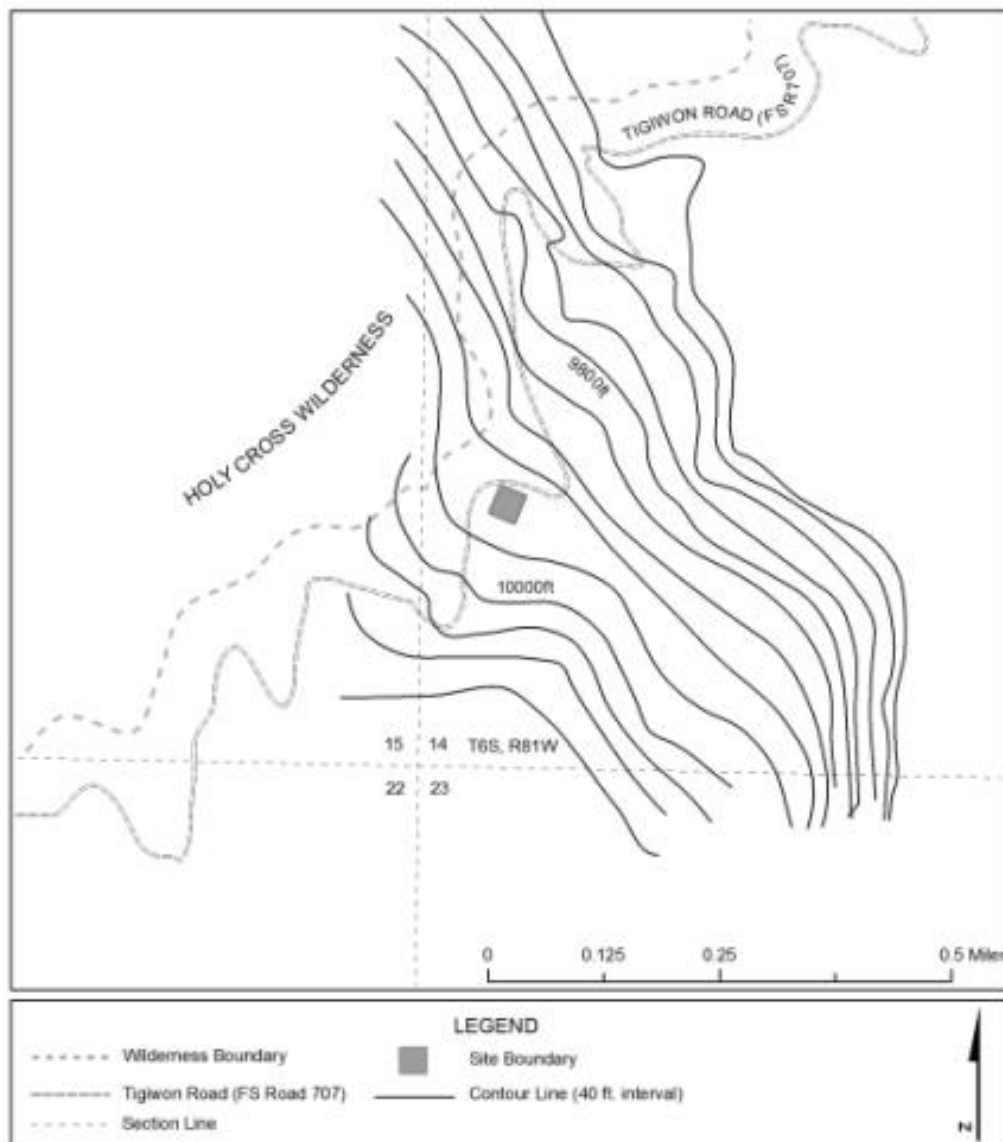 TIGIWON ROAD (FSR707)
HOLY CROSS WILDERNESS
9800ft
10000ft
15 14 T6S, R81W
22 23
0 0.125 0.25 0.5 Miles
LEGEND
Wilderness Boundary
Site Boundary
Tigiwon Road (FS Road 707)
Contour Line (40 ft. interval)
Section Line
N